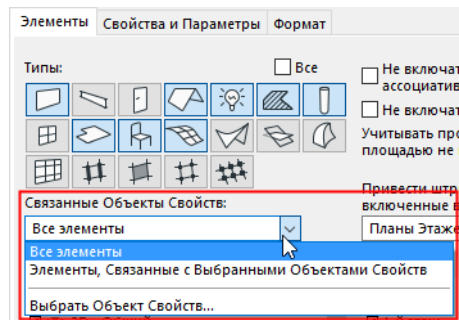 Элементы Свойства и Параметры Формат
Типы: Все
Не включат
ассоциатив
Не включат
Учитывать про
площадью не
Привести штр
включенные в
Связанные Объекты Свойств:
Все элементы
Планы Этаже
Все элементы
Элементы, Связанные с Выбранными Объектами Свойств
Выбрать Объект Свойств...